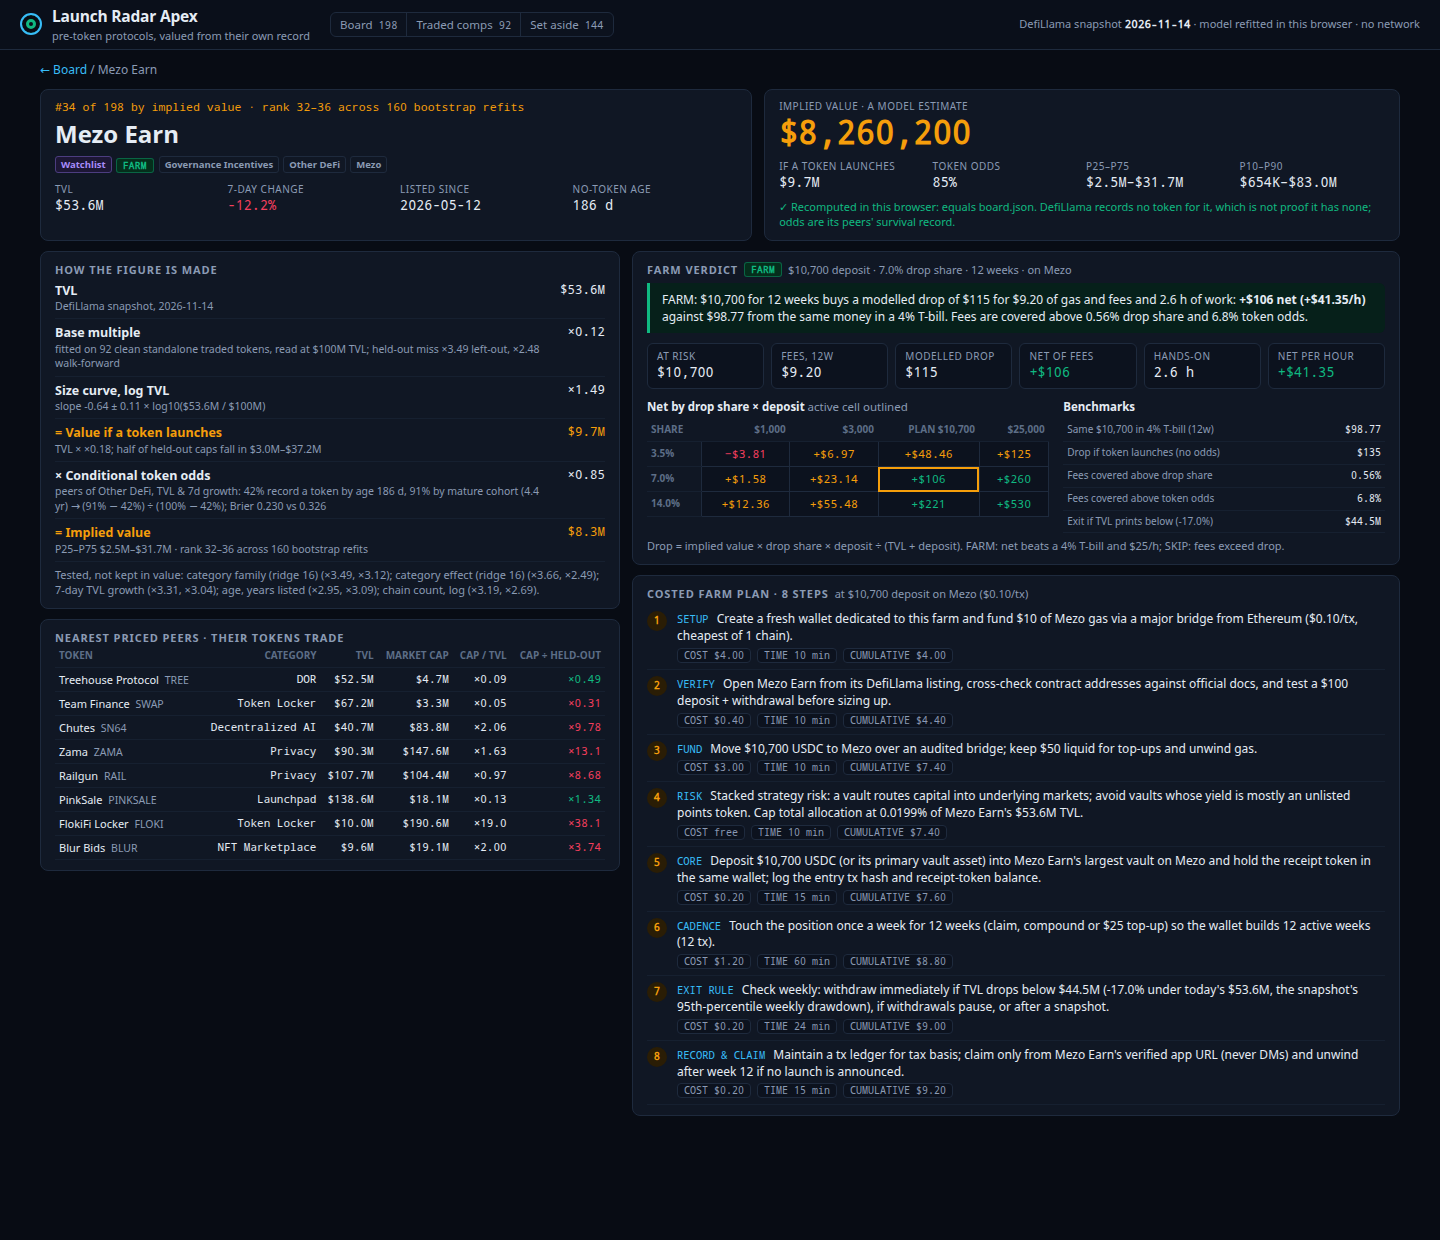 Launch Radar Apex
pre-token protocols, valued from their own record
Board 198 Traded comps 92 Set aside 144
DefiLlama snapshot 2026-11-14 · model refitted in this browser · no network
← Board / Mezo Earn
#34 of 198 by implied value · rank 32–36 across 160 bootstrap refits
Mezo Earn
Watchlist FARM Governance Incentives Other DeFi Mezo
TVL 7-DAY CHANGE LISTED SINCE NO-TOKEN AGE
$53.6M -12.2% 2026-05-12 186 d
IMPLIED VALUE · A MODEL ESTIMATE
$8,260,200
IF A TOKEN LAUNCHES TOKEN ODDS P25–P75 P10–P90
$9.7M 85% $2.5M–$31.7M $654K–$83.0M
✓ Recomputed in this browser: equals board.json. DefiLlama records no token for it, which is not proof it has none;
odds are its peers' survival record.
HOW THE FIGURE IS MADE
TVL $53.6M
DefiLlama snapshot, 2026-11-14
Base multiple ×0.12
fitted on 92 clean standalone traded tokens, read at $100M TVL; held-out miss ×3.49 left-out, ×2.48
walk-forward
Size curve, log TVL ×1.49
slope -0.64 ± 0.11 × log10($53.6M / $100M)
= Value if a token launches $9.7M
TVL × ×0.18; half of held-out caps fall in $3.0M–$37.2M
× Conditional token odds ×0.85
peers of Other DeFi, TVL & 7d growth: 42% record a token by age 186 d, 91% by mature cohort (4.4
yr) → (91% − 42%) ÷ (100% − 42%); Brier 0.230 vs 0.326
= Implied value $8.3M
P25–P75 $2.5M–$31.7M · rank 32–36 across 160 bootstrap refits
Tested, not kept in value: category family (ridge 16) (×3.49, ×3.12); category effect (ridge 16) (×3.66, ×2.49);
7-day TVL growth (×3.31, ×3.04); age, years listed (×2.95, ×3.09); chain count, log (×3.19, ×2.69).
NEAREST PRICED PEERS · THEIR TOKENS TRADE
TOKEN CATEGORY TVL MARKET CAP CAP / TVL CAP ÷ HELD-OUT
Treehouse Protocol TREE DOR $52.5M $4.7M ×0.09 ×0.49
Team Finance SWAP Token Locker $67.2M $3.3M ×0.05 ×0.31
Chutes SN64 Decentralized AI $40.7M $83.8M ×2.06 ×9.78
Zama ZAMA Privacy $90.3M $147.6M ×1.63 ×13.1
Railgun RAIL Privacy $107.7M $104.4M ×0.97 ×8.68
PinkSale PINKSALE Launchpad $138.6M $18.1M ×0.13 ×1.34
FlokiFi Locker FLOKI Token Locker $10.0M $190.6M ×19.0 ×38.1
Blur Bids BLUR NFT Marketplace $9.6M $19.1M ×2.00 ×3.74
FARM VERDICT FARM $10,700 deposit · 7.0% drop share · 12 weeks · on Mezo
FARM: $10,700 for 12 weeks buys a modelled drop of $115 for $9.20 of gas and fees and 2.6 h of work: +$106 net (+$41.35/h)
against $98.77 from the same money in a 4% T-bill. Fees are covered above 0.56% drop share and 6.8% token odds.
AT RISK FEES, 12W MODELLED DROP NET OF FEES HANDS-ON NET PER HOUR
$10,700 $9.20 $115 +$106 2.6 h +$41.35
Net by drop share × deposit active cell outlined
SHARE $1,000 $3,000 PLAN $10,700 $25,000
3.5% −$3.81 +$6.97 +$48.46 +$125
7.0% +$1.58 +$23.14 +$106 +$260
14.0% +$12.36 +$55.48 +$221 +$530
Benchmarks
Same $10,700 in 4% T-bill (12w) $98.77
Drop if token launches (no odds) $135
Fees covered above drop share 0.56%
Fees covered above token odds 6.8%
Exit if TVL prints below (-17.0%) $44.5M
Drop = implied value × drop share × deposit ÷ (TVL + deposit). FARM: net beats a 4% T-bill and $25/h; SKIP: fees exceed drop.
COSTED FARM PLAN · 8 STEPS at $10,700 deposit on Mezo ($0.10/tx)
1 SETUP Create a fresh wallet dedicated to this farm and fund $10 of Mezo gas via a major bridge from Ethereum ($0.10/tx,
cheapest of 1 chain).
COST $4.00 TIME 10 min CUMULATIVE $4.00
2 VERIFY Open Mezo Earn from its DefiLlama listing, cross-check contract addresses against official docs, and test a $100
deposit + withdrawal before sizing up.
COST $0.40 TIME 10 min CUMULATIVE $4.40
3 FUND Move $10,700 USDC to Mezo over an audited bridge; keep $50 liquid for top-ups and unwind gas.
COST $3.00 TIME 10 min CUMULATIVE $7.40
4 RISK Stacked strategy risk: a vault routes capital into underlying markets; avoid vaults whose yield is mostly an unlisted
points token. Cap total allocation at 0.0199% of Mezo Earn's $53.6M TVL.
COST free TIME 10 min CUMULATIVE $7.40
5 CORE Deposit $10,700 USDC (or its primary vault asset) into Mezo Earn's largest vault on Mezo and hold the receipt token in
the same wallet; log the entry tx hash and receipt-token balance.
COST $0.20 TIME 15 min CUMULATIVE $7.60
6 CADENCE Touch the position once a week for 12 weeks (claim, compound or $25 top-up) so the wallet builds 12 active weeks
(12 tx).
COST $1.20 TIME 60 min CUMULATIVE $8.80
7 EXIT RULE Check weekly: withdraw immediately if TVL drops below $44.5M (-17.0% under today's $53.6M, the snapshot's
95th-percentile weekly drawdown), if withdrawals pause, or after a snapshot.
COST $0.20 TIME 24 min CUMULATIVE $9.00
8 RECORD & CLAIM Maintain a tx ledger for tax basis; claim only from Mezo Earn's verified app URL (never DMs) and unwind
after week 12 if no launch is announced.
COST $0.20 TIME 15 min CUMULATIVE $9.20